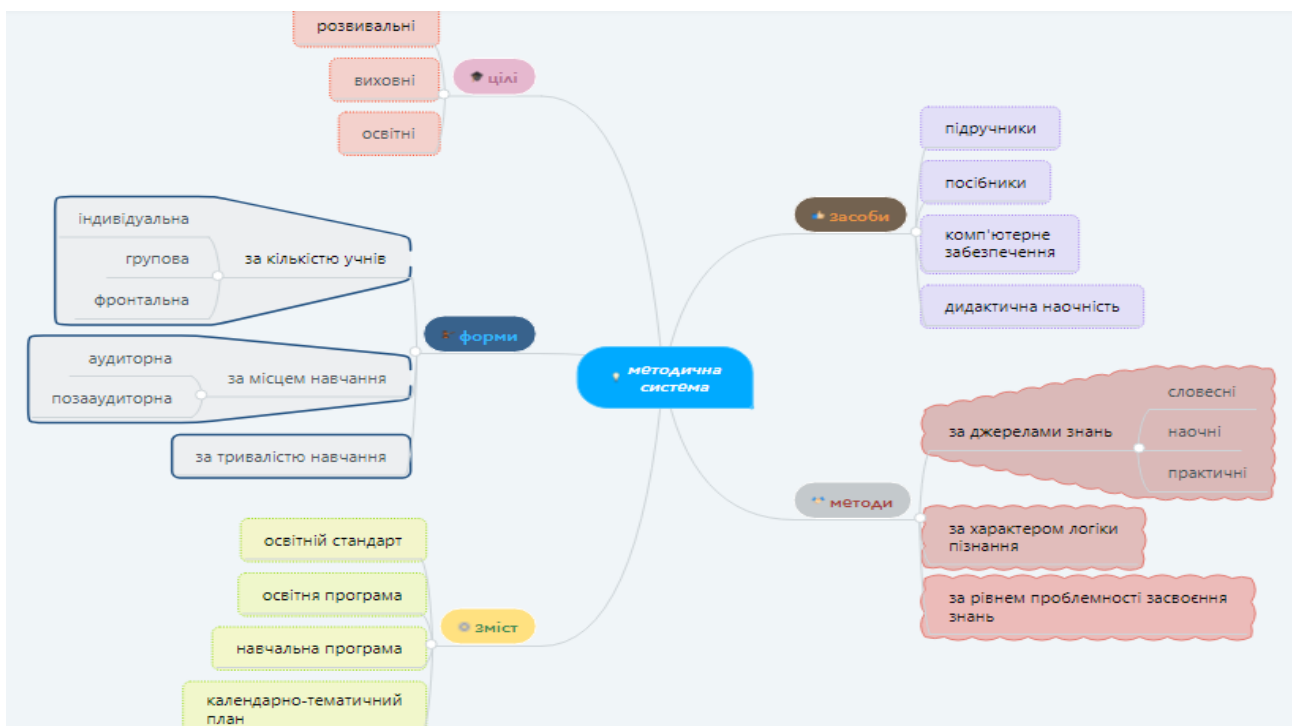 розвивальні
виховні
освітні
цілі
індивідуальна
групова
фронтальна
за кількістю учнів
аудиторна
позааудиторна
за місцем навчання
за тривалістю навчання
форми
освітній стандарт
освітня програма
навчальна програма
календарно-тематичний
план
зміст
методична
система
засоби
підручники
посібники
комп'ютерне
забезпечення
дидактична наочність
методи
за джерелами знань
словесні
наочні
практичні
за характером логіки
пізнання
за рівнем проблемності засвоєння
знань